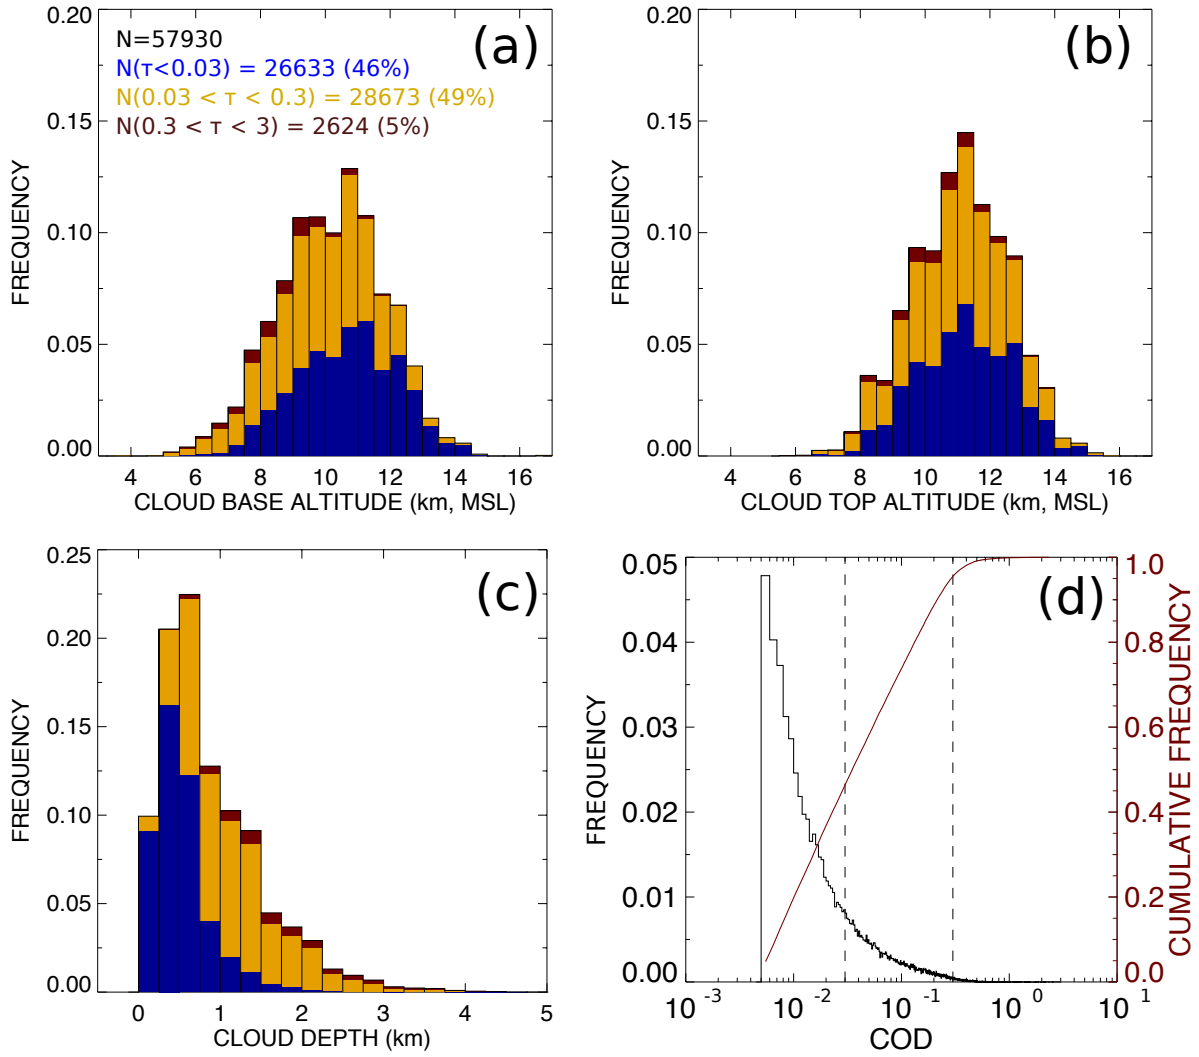 (a)
N=57930
N(τ<0.03) = 26633 (46%)
N(0.03 < τ < 0.3) = 28673 (49%)
N(0.3 < τ < 3) = 2624 (5%)
FREQUENCY
0.20
0.15
0.10
0.05
0.00
4 6 8 10 12 14 16
CLOUD BASE ALTITUDE (km, MSL)
(b)
FREQUENCY
0.20
0.15
0.10
0.05
0.00
4 6 8 10 12 14 16
CLOUD TOP ALTITUDE (km, MSL)
(c)
FREQUENCY
0.25
0.20
0.15
0.10
0.05
0.00
0 1 2 3 4 5
CLOUD DEPTH (km)
(d)
FREQUENCY
0.05
0.04
0.03
0.02
0.01
0.00
10⁻³ 10⁻² 10⁻¹ 10⁰ 10¹
COD
1.0
0.8
0.6
0.4
0.2
0.0
CUMULATIVE FREQUENCY